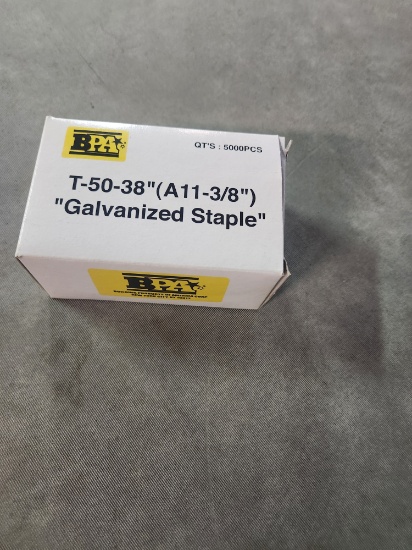 BPA
QT'S : 5000PCS
T-50-38"(A11-3/8")
"Galvanized Staple"
BPA